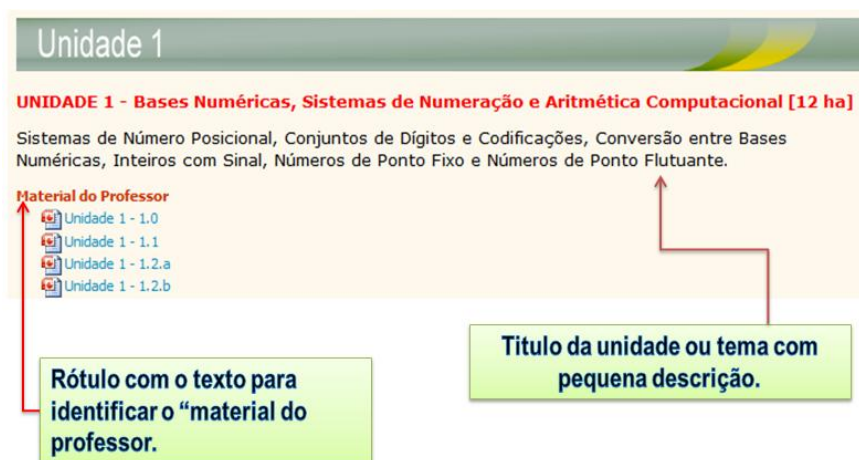 Unidade 1
UNIDADE 1 - Bases Numéricas, Sistemas de Numeração e Aritmética Computacional [12 ha]
Sistemas de Número Posicional, Conjuntos de Dígitos e Codificações, Conversão entre Bases
Numéricas, Inteiros com Sinal, Números de Ponto Fixo e Números de Ponto Flutuante.
Material do Professor
Unidade 1 - 1.0
Unidade 1 - 1.1
Unidade 1 - 1.2.a
Unidade 1 - 1.2.b
Titulo da unidade ou tema com
pequena descrição.
Rótulo com o texto para
identificar o “material do
professor.